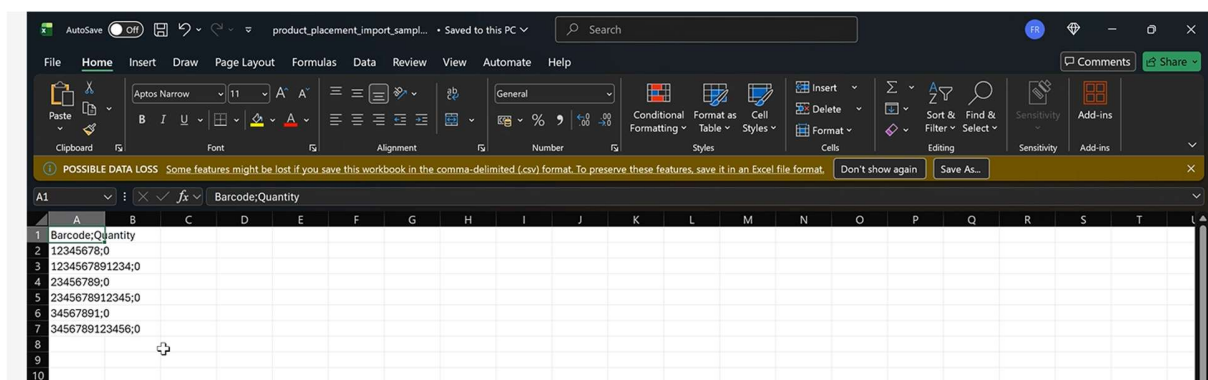 AutoSave Off product_placement_import_sampl... • Saved to this PC Search FR
File Home Insert Draw Page Layout Formulas Data Review View Automate Help Comments Share
Paste Aptos Narrow 11 A^ A˅ ab General Conditional Formatting Format as Table Cell Styles Insert Delete Format Sort & Filter Find & Select Sensitivity Add-ins
B I U A % 9
Clipboard Font Alignment Number Styles Cells Editing Sensitivity Add-ins
POSSIBLE DATA LOSS Some features might be lost if you save this workbook in the comma-delimited (.csv) format. To preserve these features, save it in an Excel file format. Don't show again Save As...
A1 fx Barcode;Quantity
A B C D E F G H I J K L M N O P Q R S T
1 Barcode;Quantity
2 12345678;0
3 1234567891234;0
4 23456789;0
5 2345678912345;0
6 34567891;0
7 3456789123456;0
8
9
10